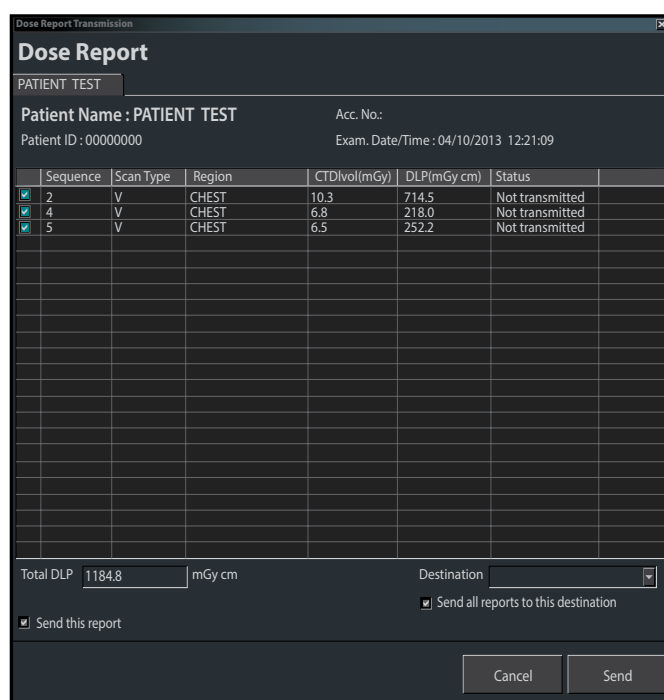 Dose Report Transmission
Dose Report
PATIENT TEST
Patient Name : PATIENT TEST Acc. No.:
Patient ID : 00000000 Exam. Date/Time : 04/10/2013 12:21:09
Sequence Scan Type Region CTDIvol(mGy) DLP(mGy cm) Status
2 V CHEST 10.3 714.5 Not transmitted
4 V CHEST 6.8 218.0 Not transmitted
5 V CHEST 6.5 252.2 Not transmitted
Total DLP 1184.8 mGy cm Destination
Send all reports to this destination
Send this report
Cancel Send